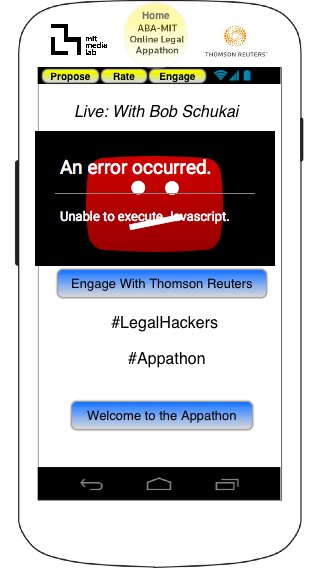 mit
media
lab
Home
ABA-MIT
Online Legal
Appathon
THOMSON REUTERS
Propose
Rate
Engage
Live: With Bob Schukai
An error occurred.
Unable to execute Javascript.
Engage With Thomson Reuters
#LegalHackers
#Appathon
Welcome to the Appathon